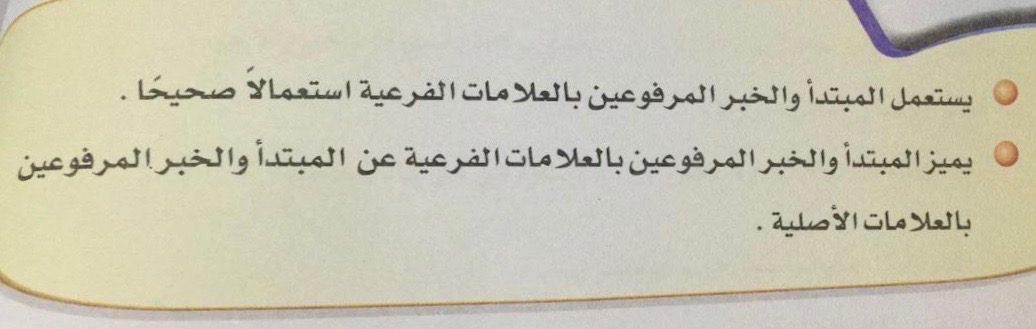 يستعمل المبتدأ والخبر المرفوعين بالعلامات الفرعية استعمالاً صحيحًا .
يميز المبتدأ والخبر المرفوعين بالعلامات الفرعية عن المبتدأ والخبر المرفوعين
بالعلامات الأصلية .